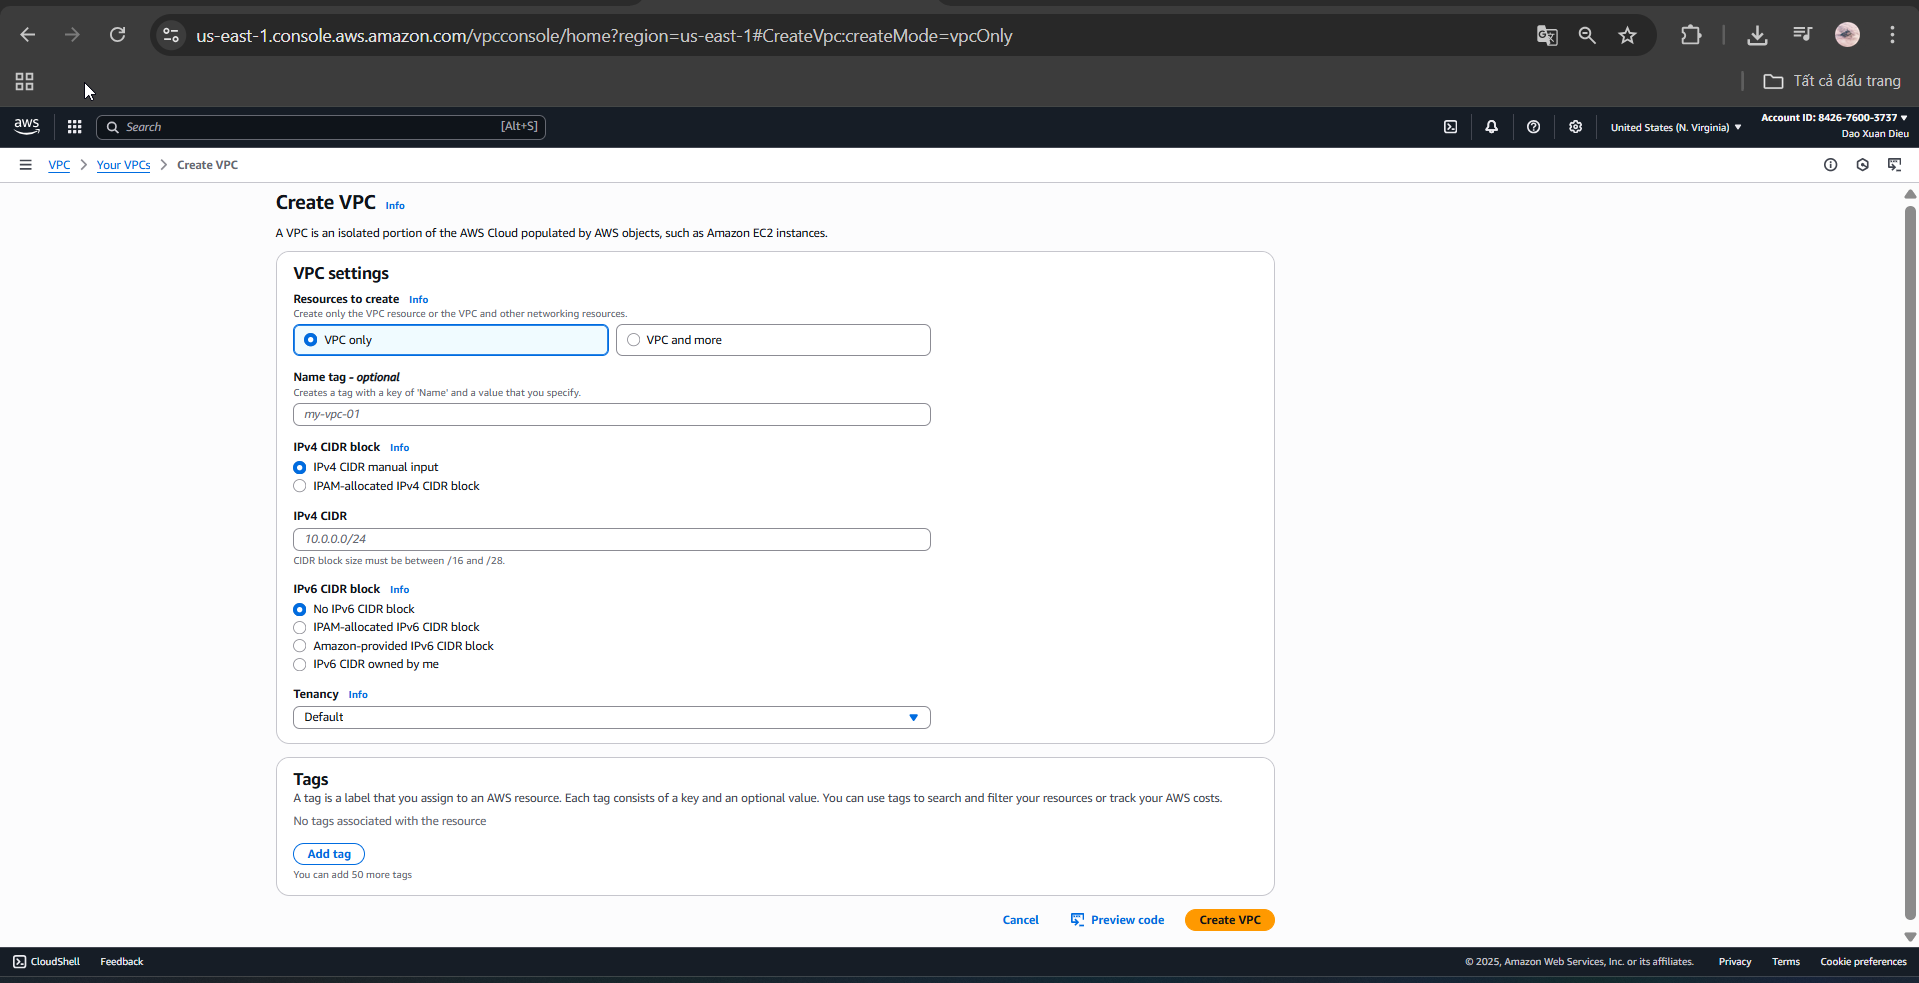 us-east-1.console.aws.amazon.com/vpcconsole/home?region=us-east-1#CreateVpc:createMode=vpcOnly
Tất cả dấu trang
aws
Search [Alt+S]
United States (N. Virginia)
Account ID: 8426-7600-3737
Dao Xuan Dieu
VPC
Your VPCs
Create VPC
Create VPC Info
A VPC is an isolated portion of the AWS Cloud populated by AWS objects, such as Amazon EC2 instances.
VPC settings
Resources to create Info
Create only the VPC resource or the VPC and other networking resources.
VPC only
VPC and more
Name tag - optional
Creates a tag with a key of 'Name' and a value that you specify.
my-vpc-01
IPv4 CIDR block Info
IPv4 CIDR manual input
IPAM-allocated IPv4 CIDR block
IPv4 CIDR
10.0.0.0/24
CIDR block size must be between /16 and /28.
IPv6 CIDR block Info
No IPv6 CIDR block
IPAM-allocated IPv6 CIDR block
Amazon-provided IPv6 CIDR block
IPv6 CIDR owned by me
Tenancy Info
Default
Tags
A tag is a label that you assign to an AWS resource. Each tag consists of a key and an optional value. You can use tags to search and filter your resources or track your AWS costs.
No tags associated with the resource
Add tag
You can add 50 more tags
Cancel
Preview code
Create VPC
CloudShell
Feedback
© 2025, Amazon Web Services, Inc. or its affiliates.
Privacy
Terms
Cookie preferences